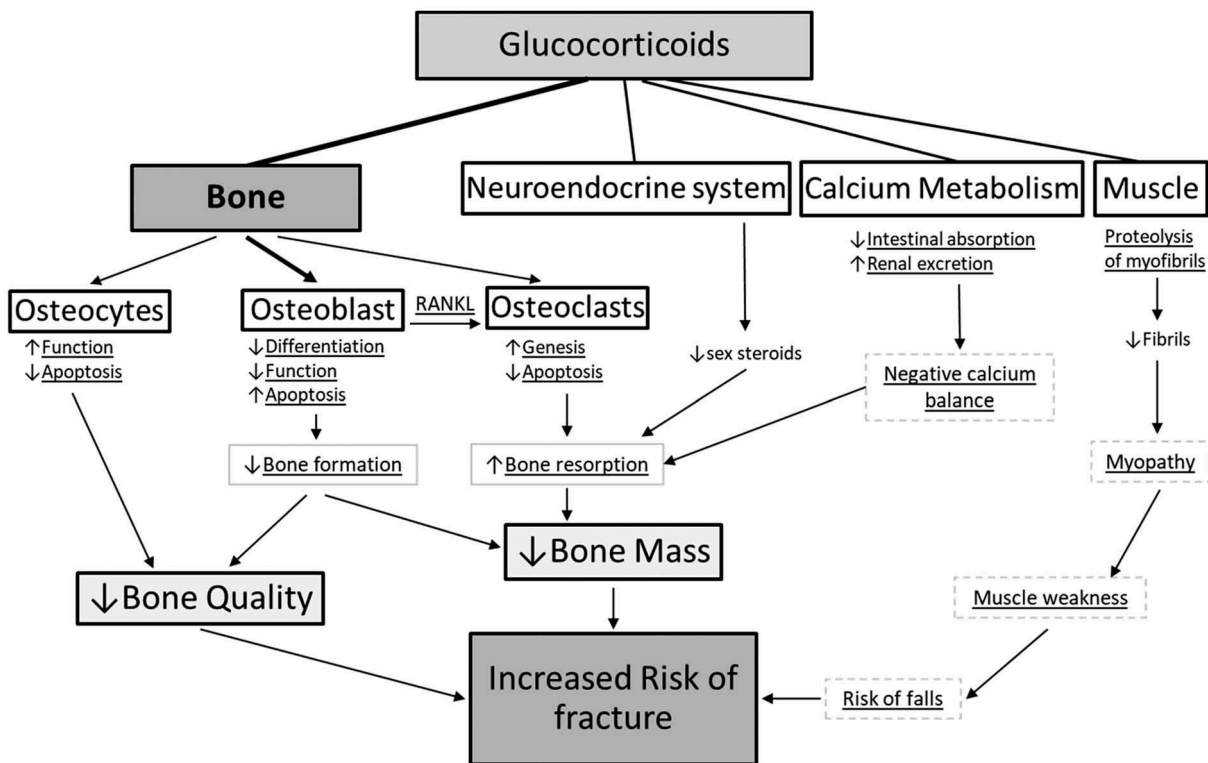 Glucocorticoids
Bone
Neuroendocrine system
Calcium Metabolism
Muscle
↓Intestinal absorption
↑Renal excretion
Proteolysis
of myofibrils
Osteocytes
↑Function
↓Apoptosis
Osteoblast
↓Differentiation
↓Function
↑Apoptosis
RANKL
Osteoclasts
↑Genesis
↓Apoptosis
↓sex steroids
Negative calcium
balance
↓Fibrils
↓Bone formation
↑Bone resorption
Myopathy
↓Bone Mass
↓Bone Quality
Muscle weakness
Increased Risk of
fracture
Risk of falls